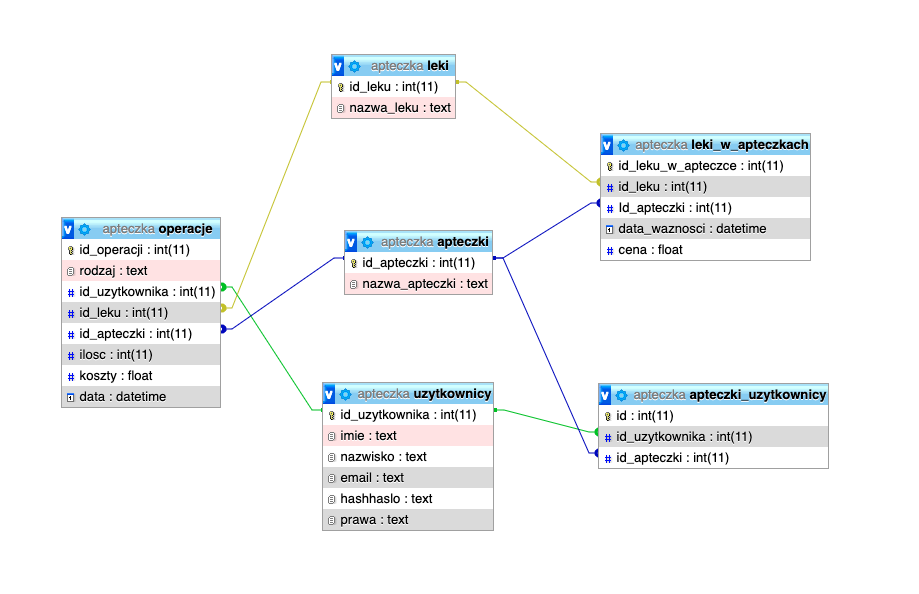 apteczka leki
id_leku : int(11)
nazwa_leku : text
apteczka leki_w_apteczkach
id_leku_w_apteczce : int(11)
id_leku : int(11)
Id_apteczki : int(11)
data_waznosci : datetime
cena : float
apteczka operacje
id_operacji : int(11)
rodzaj : text
id_uzytkownika : int(11)
id_leku : int(11)
id_apteczki : int(11)
ilosc : int(11)
koszty : float
data : datetime
apteczka apteczki
id_apteczki : int(11)
nazwa_apteczki : text
apteczka uzytkownicy
id_uzytkownika : int(11)
imie : text
nazwisko : text
email : text
hashhaslo : text
prawa : text
apteczka apteczki_uzytkownicy
id : int(11)
id_uzytkownika : int(11)
id_apteczki : int(11)